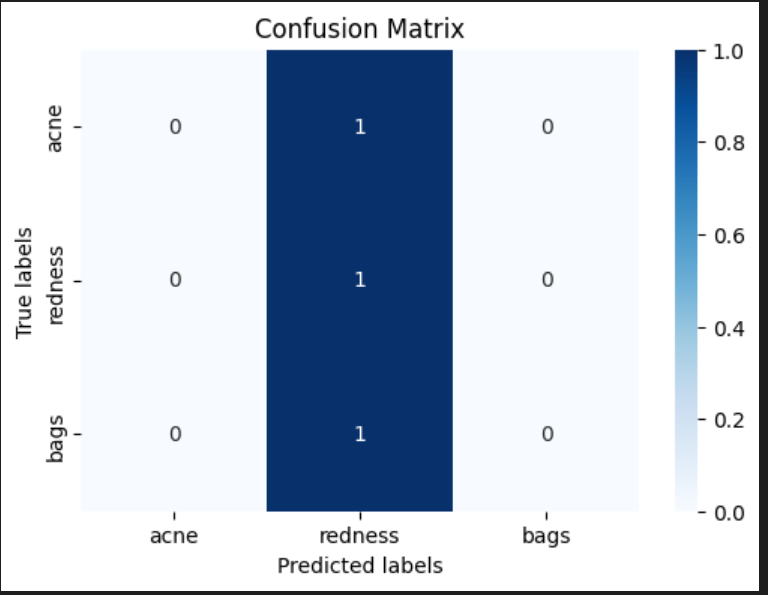 Confusion Matrix
True labels
acne
0 1 0
redness
0 1 0
bags
0 1 0
acne redness bags
Predicted labels
1.0
0.8
0.6
0.4
0.2
0.0